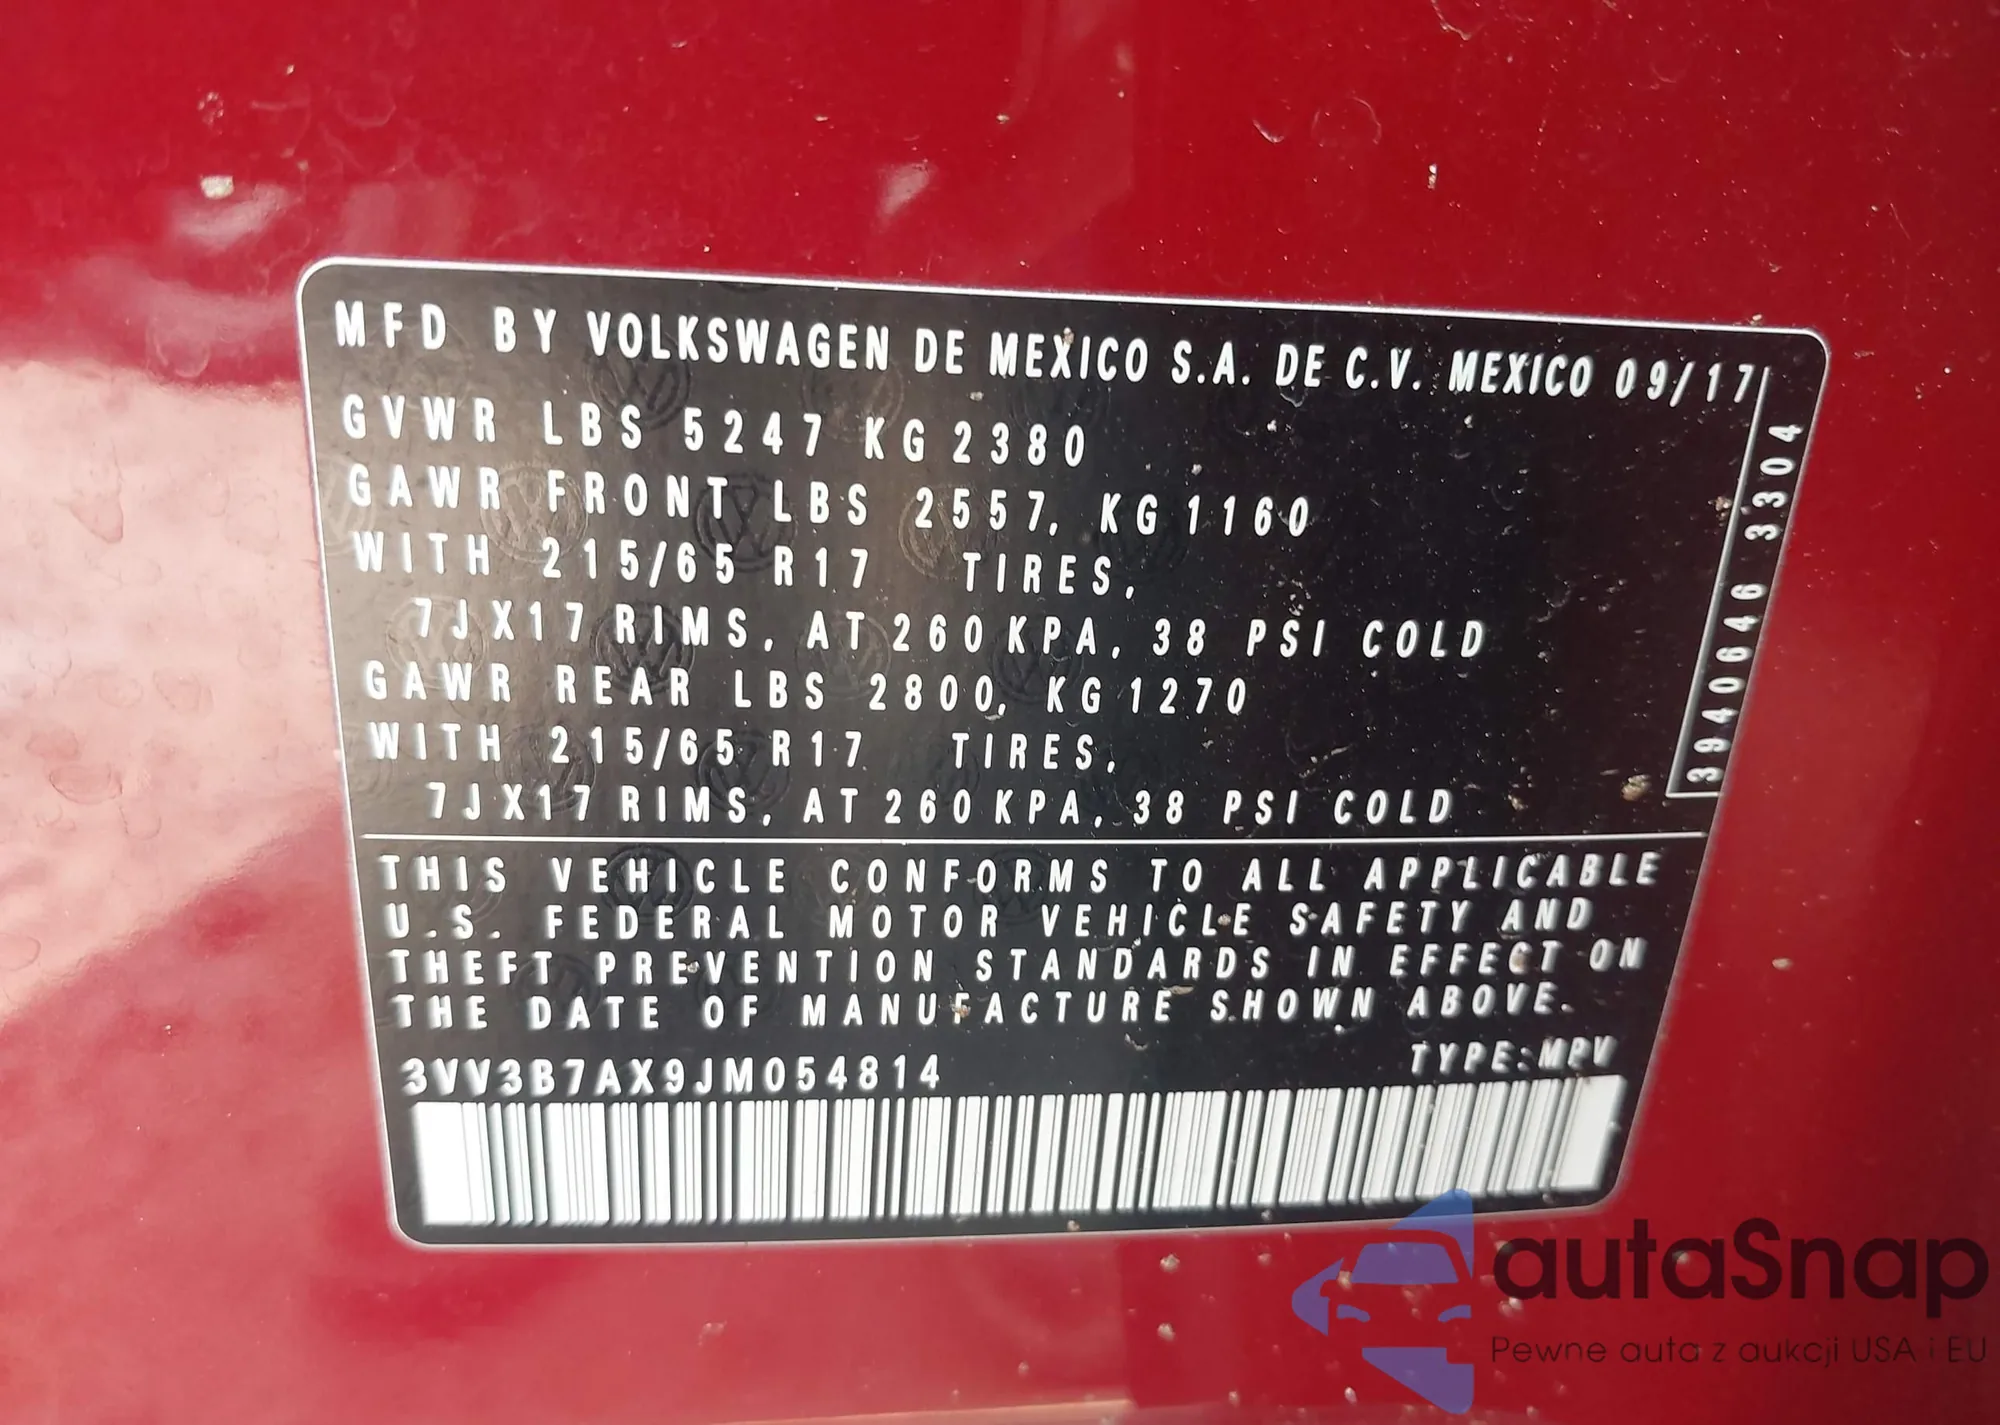 MFD BY VOLKSWAGEN DE MEXICO S.A. DE C.V. MEXICO 09/17
GVWR LBS 5247 KG 2380
GAWR FRONT LBS 2557, KG 1160
WITH 215/65 R17 TIRES,
7JX17 RIMS, AT 260 KPA, 38 PSI COLD
GAWR REAR LBS 2800, KG 1270
WITH 215/65 R17 TIRES,
7JX17 RIMS, AT 260 KPA, 38 PSI COLD
3940646 3304
THIS VEHICLE CONFORMS TO ALL APPLICABLE
U.S. FEDERAL MOTOR VEHICLE SAFETY AND
THEFT PREVENTION STANDARDS IN EFFECT ON
THE DATE OF MANUFACTURE SHOWN ABOVE.
3VV3B7AX9JM054814 TYPE:MPV
autaSnap
Pewne auta z aukcji USA i EU